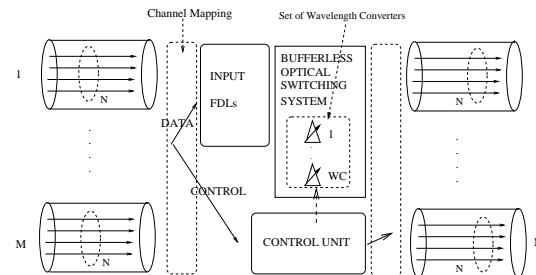 Channel Mapping
Set of Wavelength Converters
1
N
INPUT
FDLs
BUFFERLESS
OPTICAL
SWITCHING
SYSTEM
1
WC
N
DATA
CONTROL
M
N
CONTROL UNIT
N